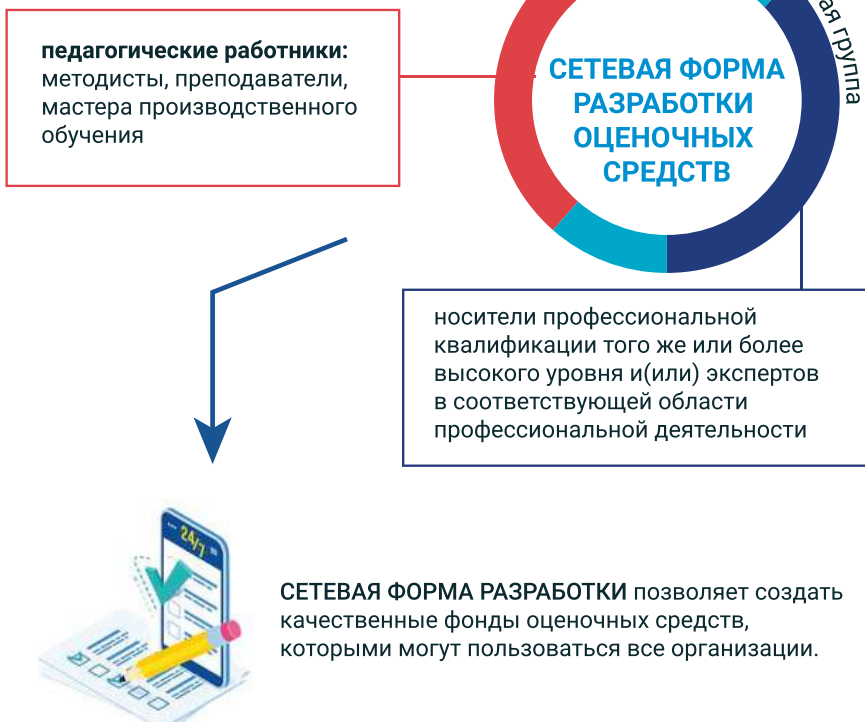 педагогические работники:
методисты, преподаватели,
мастера производственного
обучения
СЕТЕВАЯ ФОРМА
РАЗРАБОТКИ
ОЦЕНОЧНЫХ
СРЕДСТВ
группа
носители профессиональной
квалификации того же или более
высокого уровня и(или) экспертов
в соответствующей области
профессиональной деятельности
24/7
СЕТЕВАЯ ФОРМА РАЗРАБОТКИ позволяет создать
качественные фонды оценочных средств,
которыми могут пользоваться все организации.